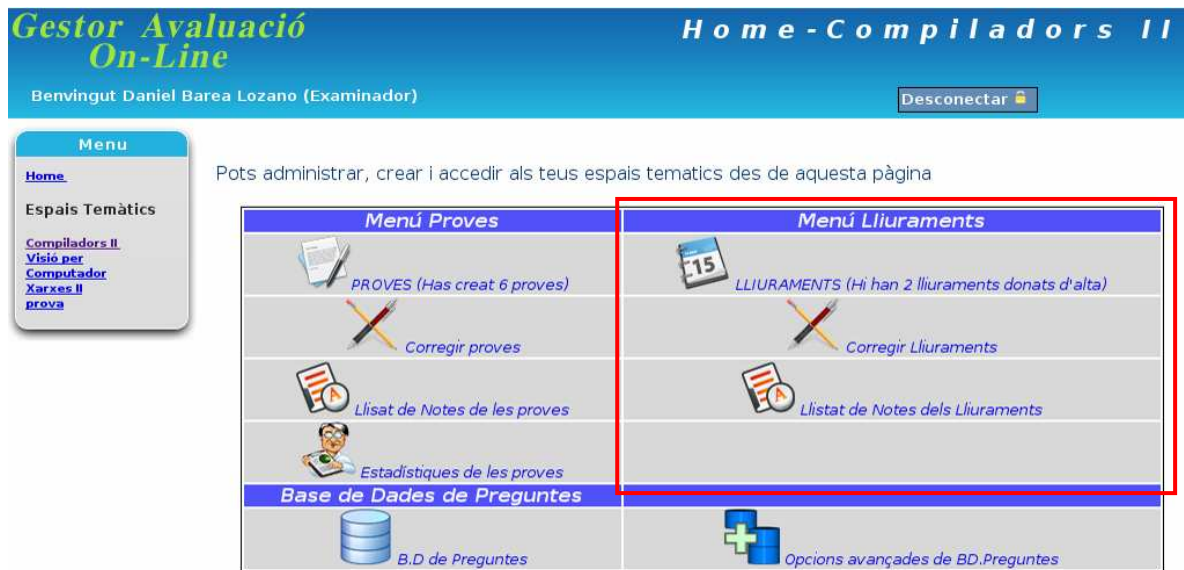 Gestor Avaluació
On-Line
Home-Compiladors II
Benvingut Daniel Barea Lozano (Examinador)
Desconectar
Menu
Home
Espais Temàtics
Compiladors II
Visió per
Computador
Xarxes II
prova
Pots administrar, crear i accedir als teus espais tematics des de aquesta pàgina
Menú Proves
Menú Lliuraments
PROVES (Has creat 6 proves)
15
LLIURAMENTS (Hi han 2 lliuraments donats d'alta)
Corregir proves
Corregir Lliuraments
A
Llisat de Notes de les proves
A
Llistat de Notes dels Lliuraments
Estadístiques de les proves
Base de Dades de Preguntes
B.D de Preguntes
Opcions avançades de BD.Preguntes